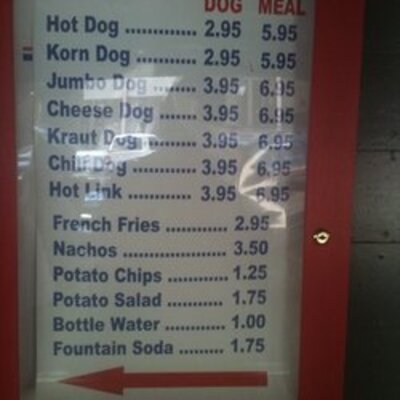 DOG MEAL
Hot Dog .............. 2.95 5.95
Korn Dog ............ 2.95 5.95
Jumbo Dog ........ 3.95 6.95
Cheese Dog ....... 3.95 6.95
Kraut Dog .......... 3.95 6.95
Chili Dog ............ 3.95 6.95
Hot Link ............ 3.95 6.95
French Fries ............ 2.95
Nachos ..................... 3.50
Potato Chips ............ 1.25
Potato Salad ........... 1.75
Bottle Water ............ 1.00
Fountain Soda ......... 1.75